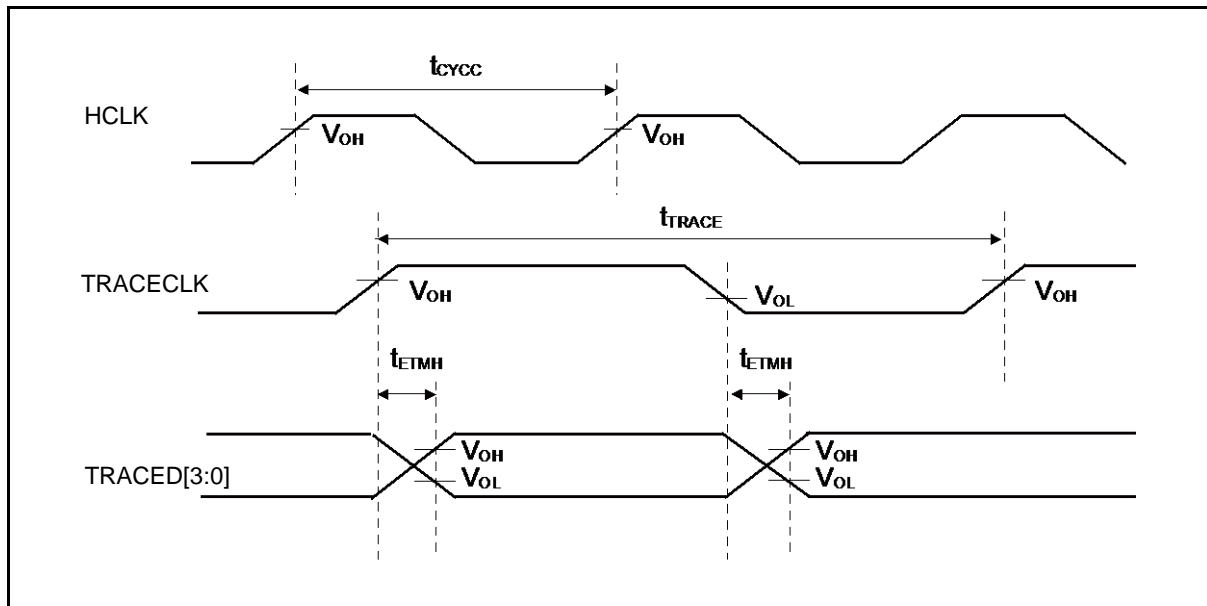 tCYCC
HCLK
VOH
VOH
tTRACE
TRACECLK
VOH
VOL
VOH
tETMH
tETMH
TRACED[3:0]
VOH
VOL
VOH
VOL